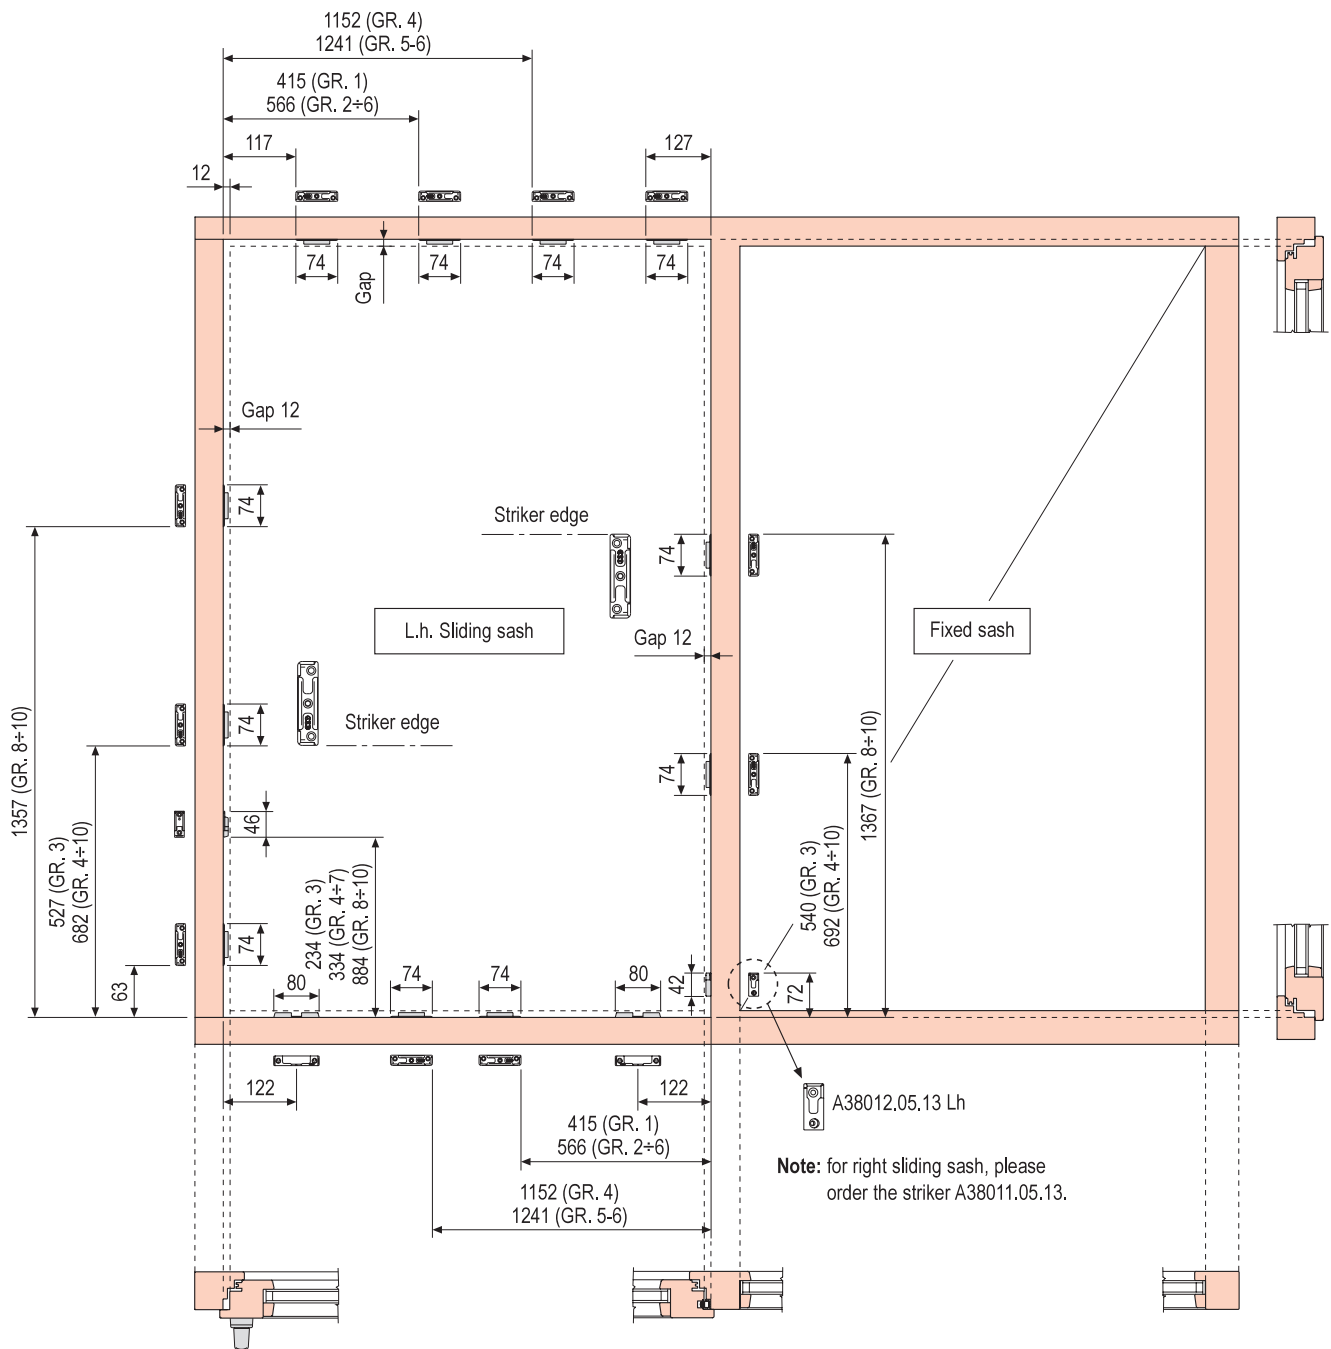 1152 (GR. 4)
1241 (GR. 5-6)
415 (GR. 1)
566 (GR. 2÷6)
117
127
12
74
74
74
74
Gap
Gap 12
74
Striker edge
74
1357 (GR. 8÷10)
L.h. Sliding sash
Fixed sash
Gap 12
74
Striker edge
74
1367 (GR. 8÷10)
527 (GR. 3)
682 (GR. 4÷10)
46
540 (GR. 3)
692 (GR. 4÷10)
234 (GR. 3)
334 (GR. 4÷7)
884 (GR. 8÷10)
74
63
80
74
74
80
42
72
122
122
A38012.05.13 Lh
415 (GR. 1)
566 (GR. 2÷6)
Note: for right sliding sash, please
order the striker A38011.05.13.
1152 (GR. 4)
1241 (GR. 5-6)